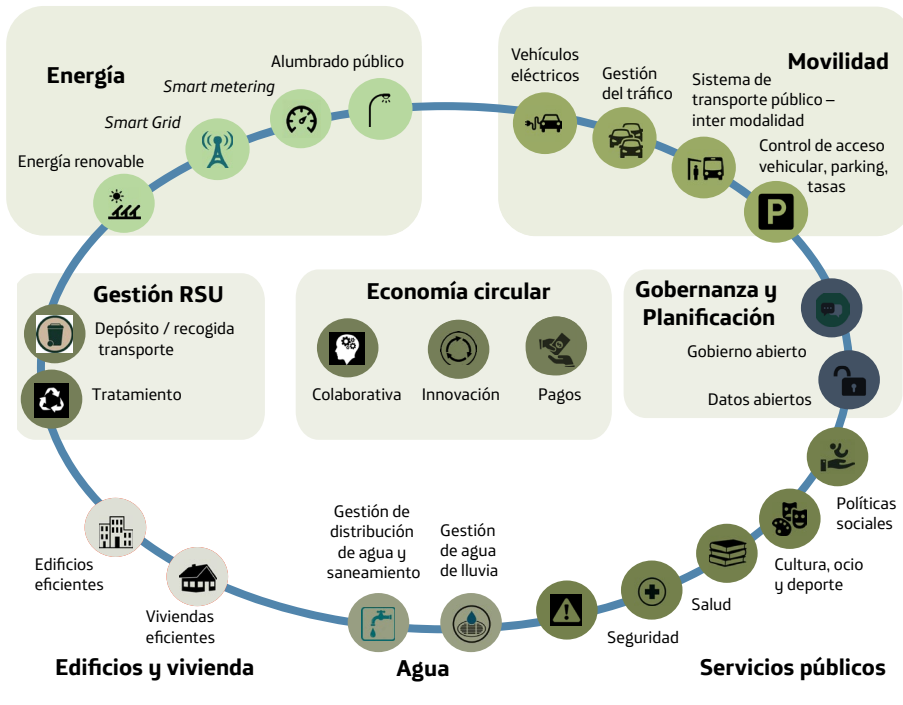 Energía
Alumbrado público
Smart metering
Smart Grid
Energía renovable
Movilidad
Vehículos
eléctricos
Gestión
del tráfico
Sistema de
transporte público –
inter modalidad
Control de acceso
vehicular, parking,
tasas
P
Gestión RSU
Depósito / recogida
transporte
Tratamiento
Economía circular
Colaborativa
Innovación
Pagos
Gobernanza y
Planificación
Gobierno abierto
Datos abiertos
Políticas
sociales
Cultura, ocio
y deporte
Salud
Seguridad
Servicios públicos
Gestión de
distribución
de agua y
saneamiento
Gestión
de agua
de lluvia
Agua
Edificios
eficientes
Viviendas
eficientes
Edificios y vivienda